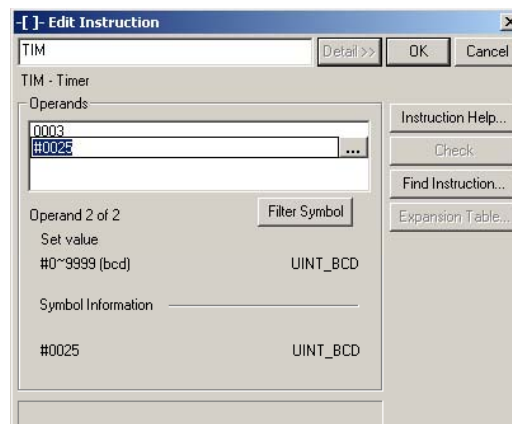 -[ ]- Edit Instruction
TIM
Detail >>
OK
Cancel
TIM - Timer
Operands
0003
#0025
...
Instruction Help...
Check
Find Instruction...
Expansion Table...
Operand 2 of 2
Filter Symbol
Set value
#0~9999 (bcd)
UINT_BCD
Symbol Information
#0025
UINT_BCD